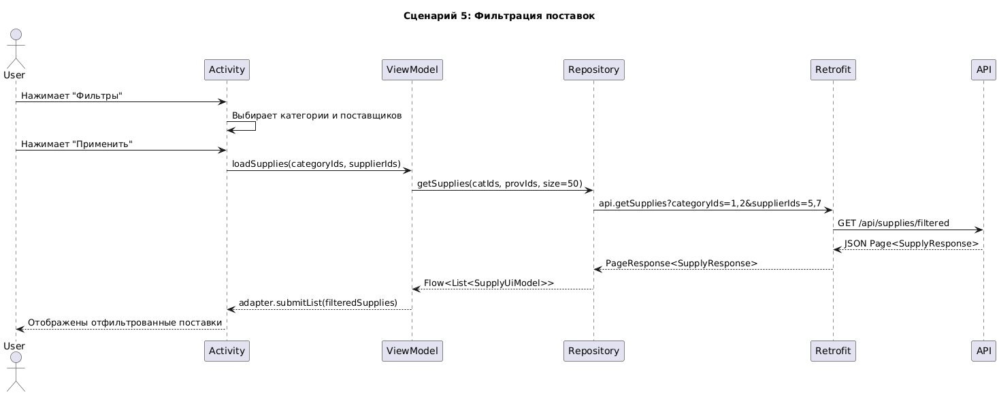 Сценарий 5: Фильтрация поставок
User
Activity
ViewModel
Repository
Retrofit
API
Нажимает "Фильтры"
Выбирает категории и поставщиков
Нажимает "Применить"
loadSupplies(categoryIds, supplierIds)
getSupplies(catIds, provIds, size=50)
api.getSupplies?categoryIds=1,2&supplierIds=5,7
GET /api/supplies/filtered
JSON Page<SupplyResponse>
PageResponse<SupplyResponse>
Flow<List<SupplyUiModel>>
adapter.submitList(filteredSupplies)
Отображены отфильтрованные поставки
User
Activity
ViewModel
Repository
Retrofit
API